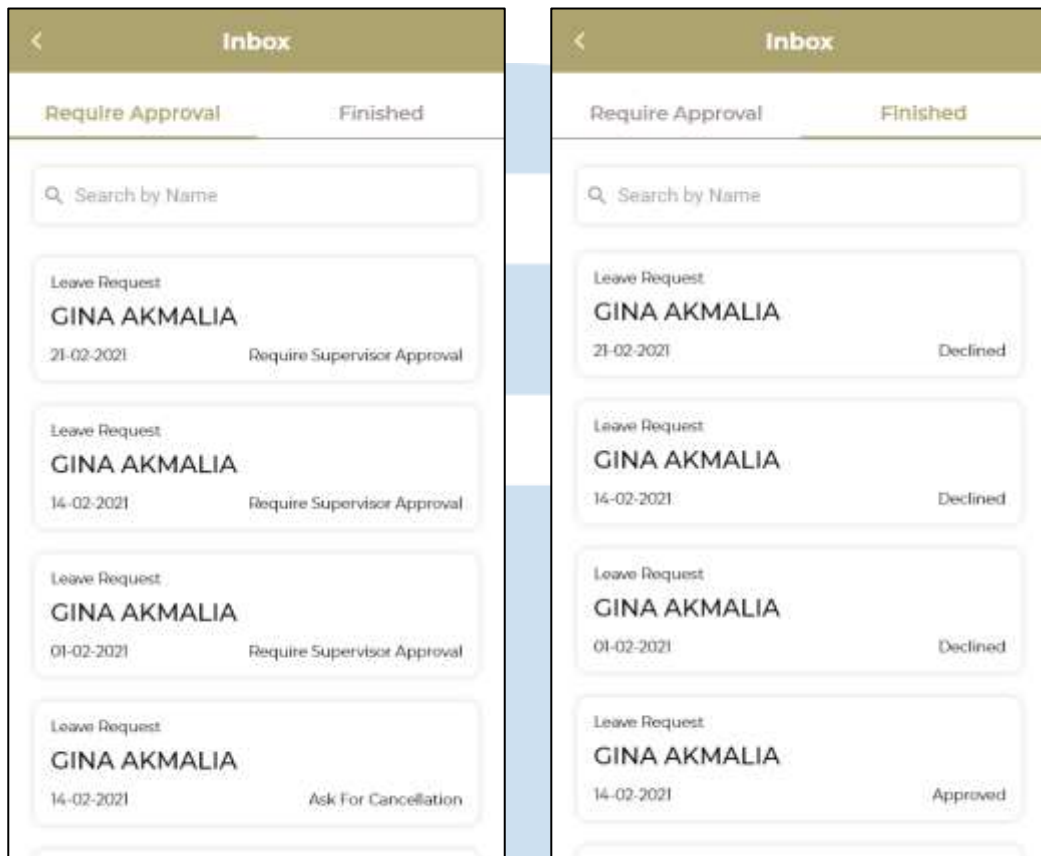 Inbox
Require Approval
Finished
Search by Name
Leave Request
GINA AKMALIA
21-02-2021
Require Supervisor Approval
Leave Request
GINA AKMALIA
14-02-2021
Require Supervisor Approval
Leave Request
GINA AKMALIA
01-02-2021
Require Supervisor Approval
Leave Request
GINA AKMALIA
14-02-2021
Ask For Cancellation
Inbox
Require Approval
Finished
Search by Name
Leave Request
GINA AKMALIA
21-02-2021
Declined
Leave Request
GINA AKMALIA
14-02-2021
Declined
Leave Request
GINA AKMALIA
01-02-2021
Declined
Leave Request
GINA AKMALIA
14-02-2021
Approved